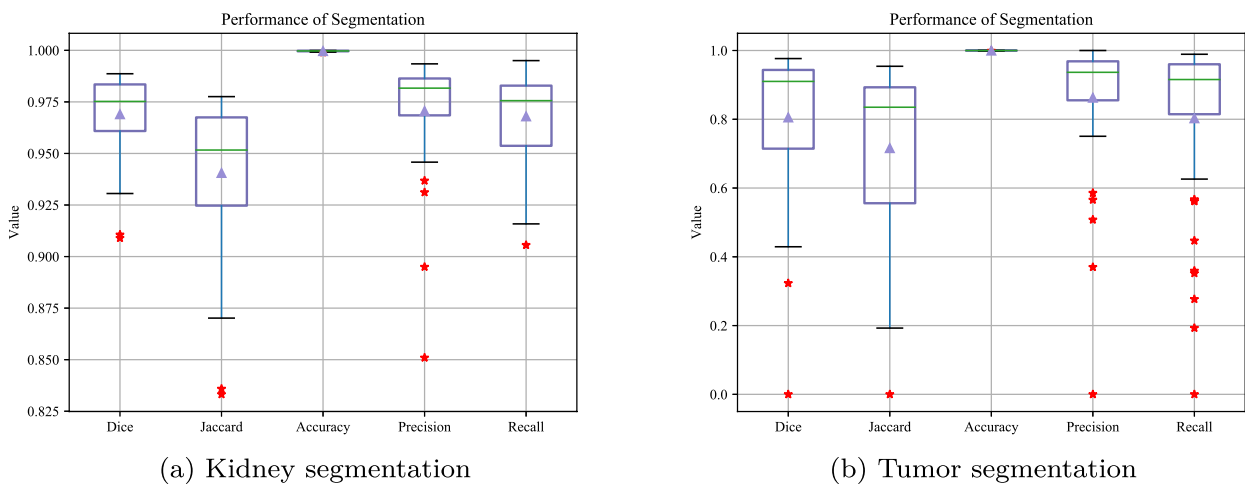 Performance of Segmentation
1.000
0.975
0.950
0.925
0.900
0.875
0.850
0.825
Value
Dice Jaccard Accuracy Precision Recall
(a) Kidney segmentation
Performance of Segmentation
1.0
0.8
0.6
0.4
0.2
0.0
Value
Dice Jaccard Accuracy Precision Recall
(b) Tumor segmentation